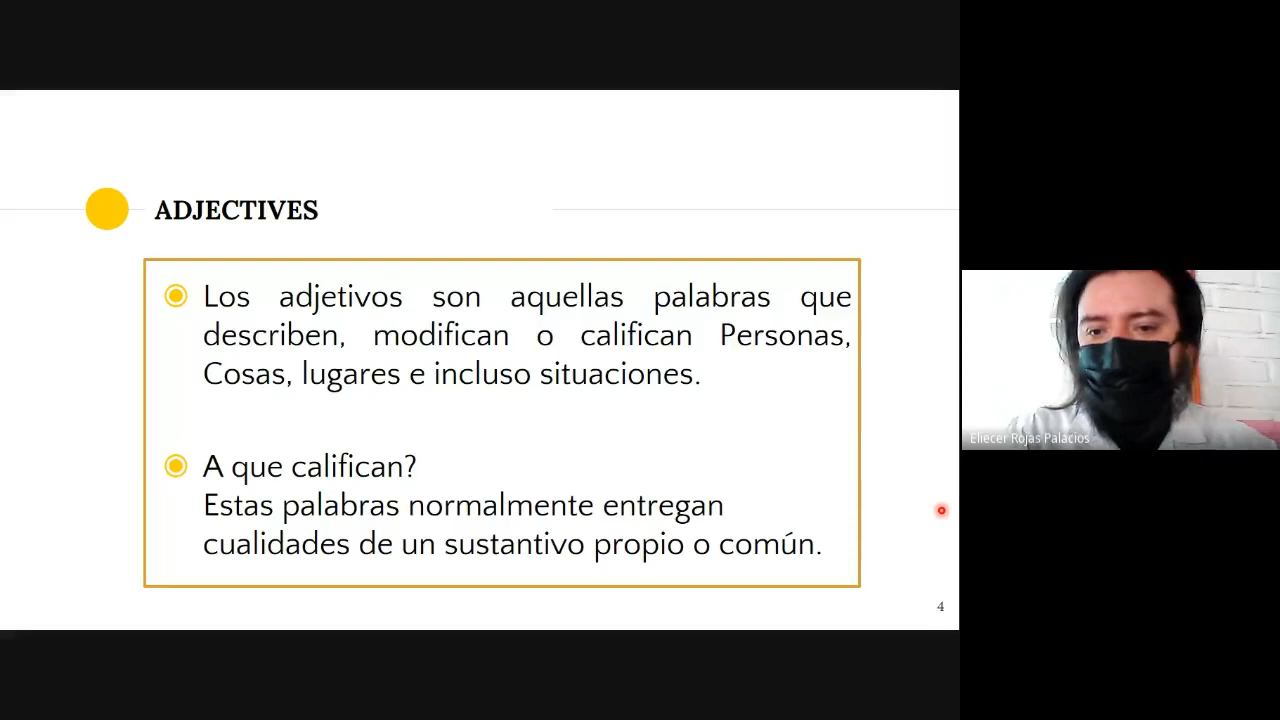 ADJECTIVES
Los adjetivos son aquellas palabras que
describen, modifican o califican Personas,
Cosas, lugares e incluso situaciones.
A que califican?
Estas palabras normalmente entregan
cualidades de un sustantivo propio o común.
4
Eliecer Rojas Palacios